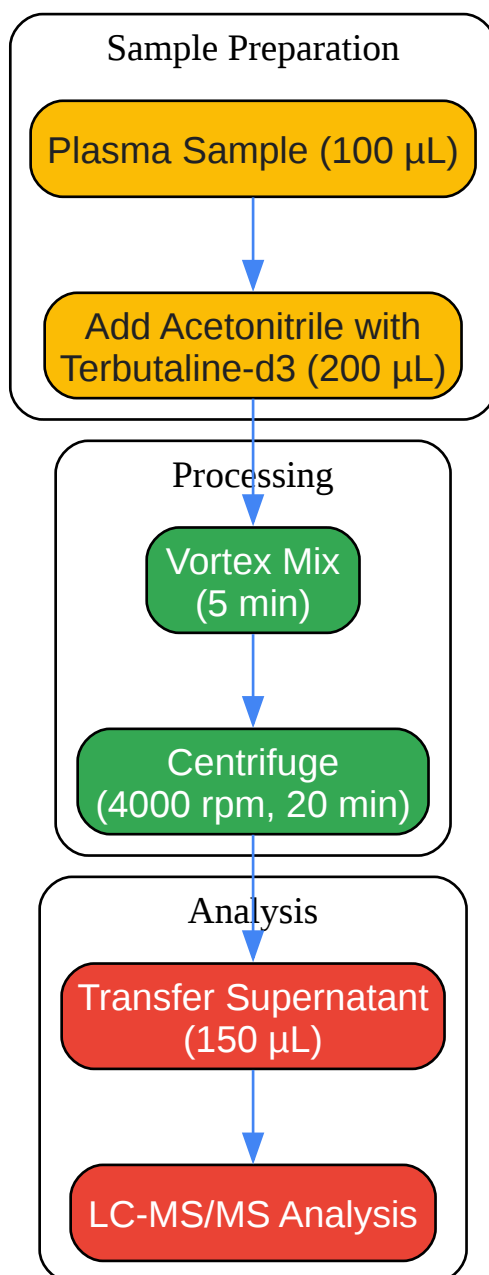 Sample Preparation
Plasma Sample (100 µL)
Add Acetonitrile with
Terbutaline-d3 (200 µL)
Processing
Vortex Mix
(5 min)
Centrifuge
(4000 rpm, 20 min)
Analysis
Transfer Supernatant
(150 µL)
LC-MS/MS Analysis